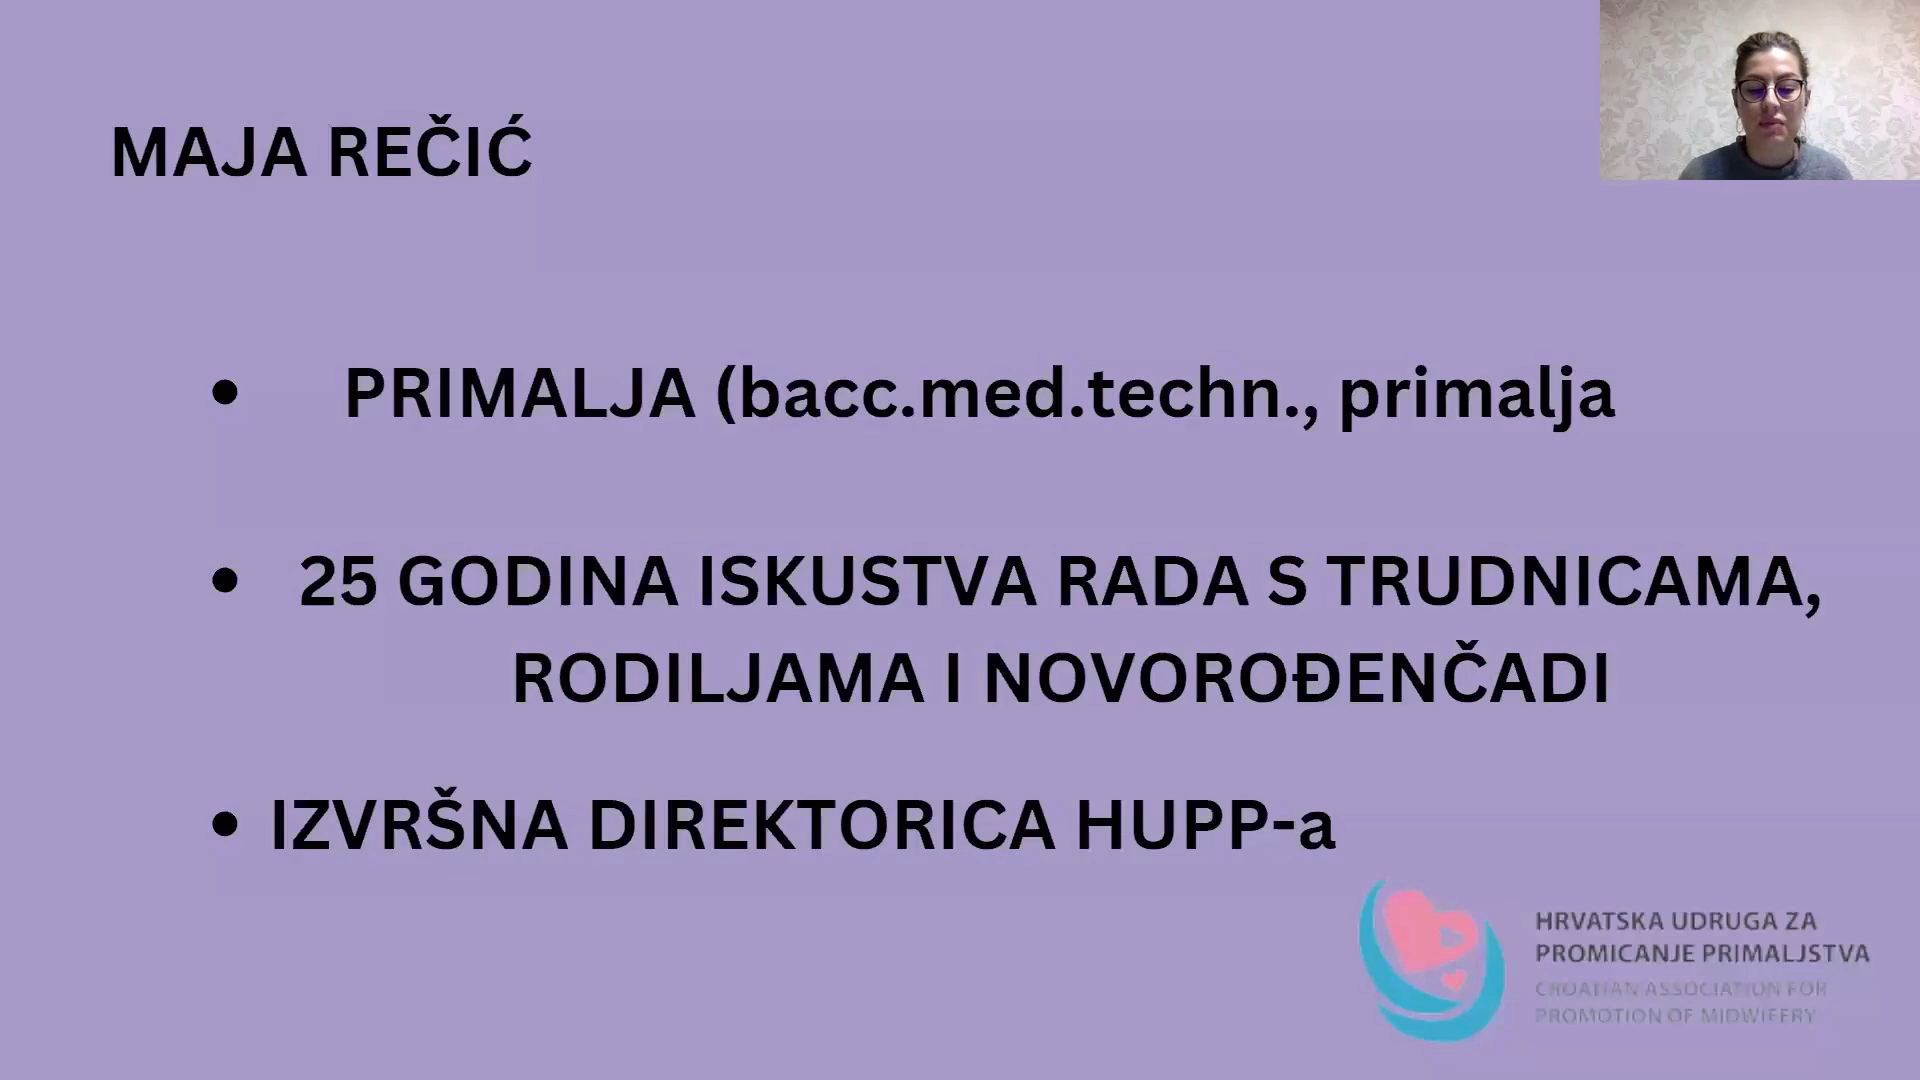 MAJA REČIĆ
• PRIMALJA (bacc.med.techn., primalja
• 25 GODINA ISKUSTVA RADA S TRUDNICAMA,
RODILJAMA I NOVOROĐENČADI
• IZVRŠNA DIREKTORICA HUPP-a
HRVATSKA UDRUGA ZA
PROMICANJE PRIMALJSTVA
CROATIAN ASSOCIATION FOR
PROMOTION OF MIDWIFERY